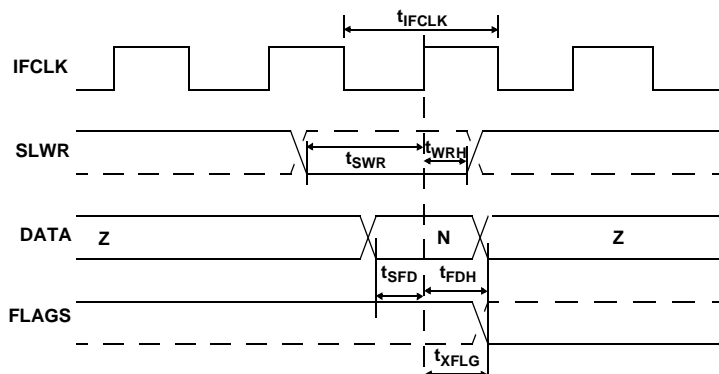 tIFCLK
IFCLK
SLWR
tSWR
tWRH
DATA
Z
N
Z
tSFD
tFDH
FLAGS
tXFLG